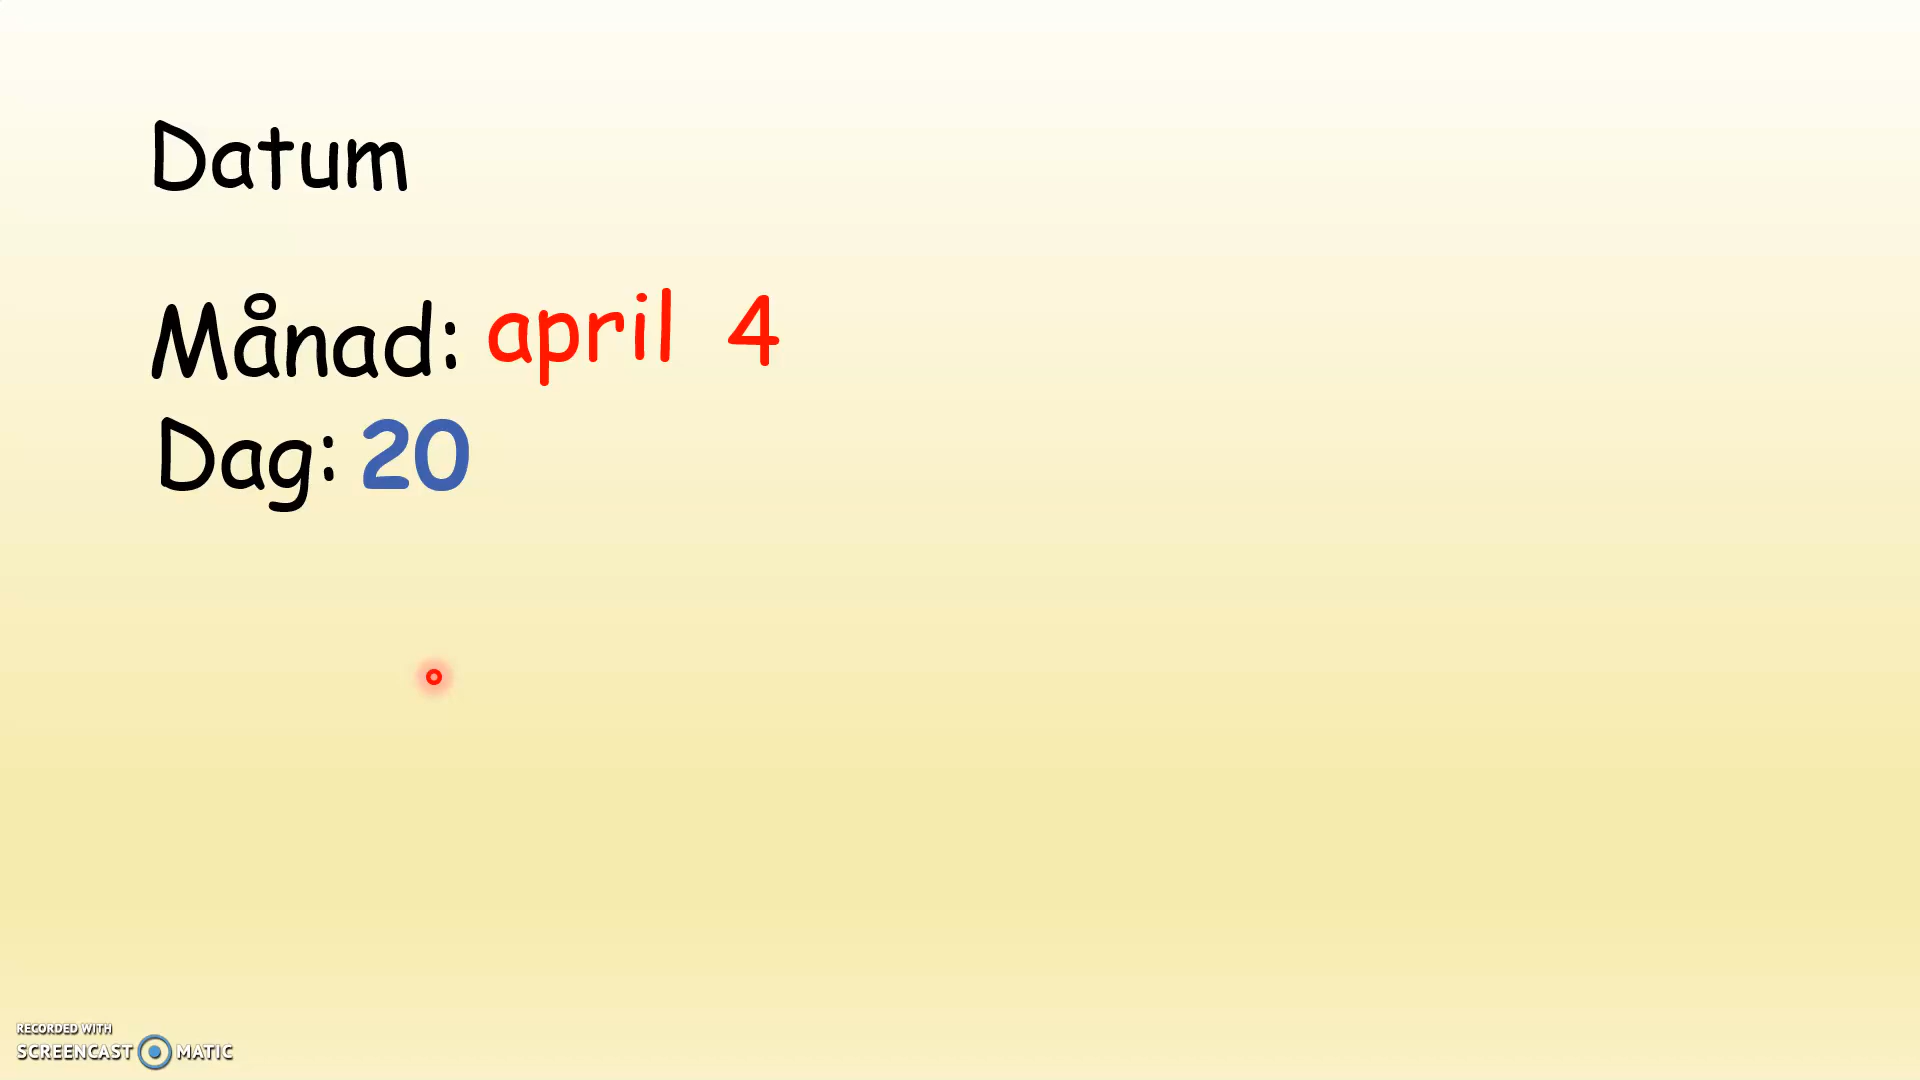 Datum
Månad: april 4
Dag: 20
RECORDED WITH
SCREENCAST MATIC